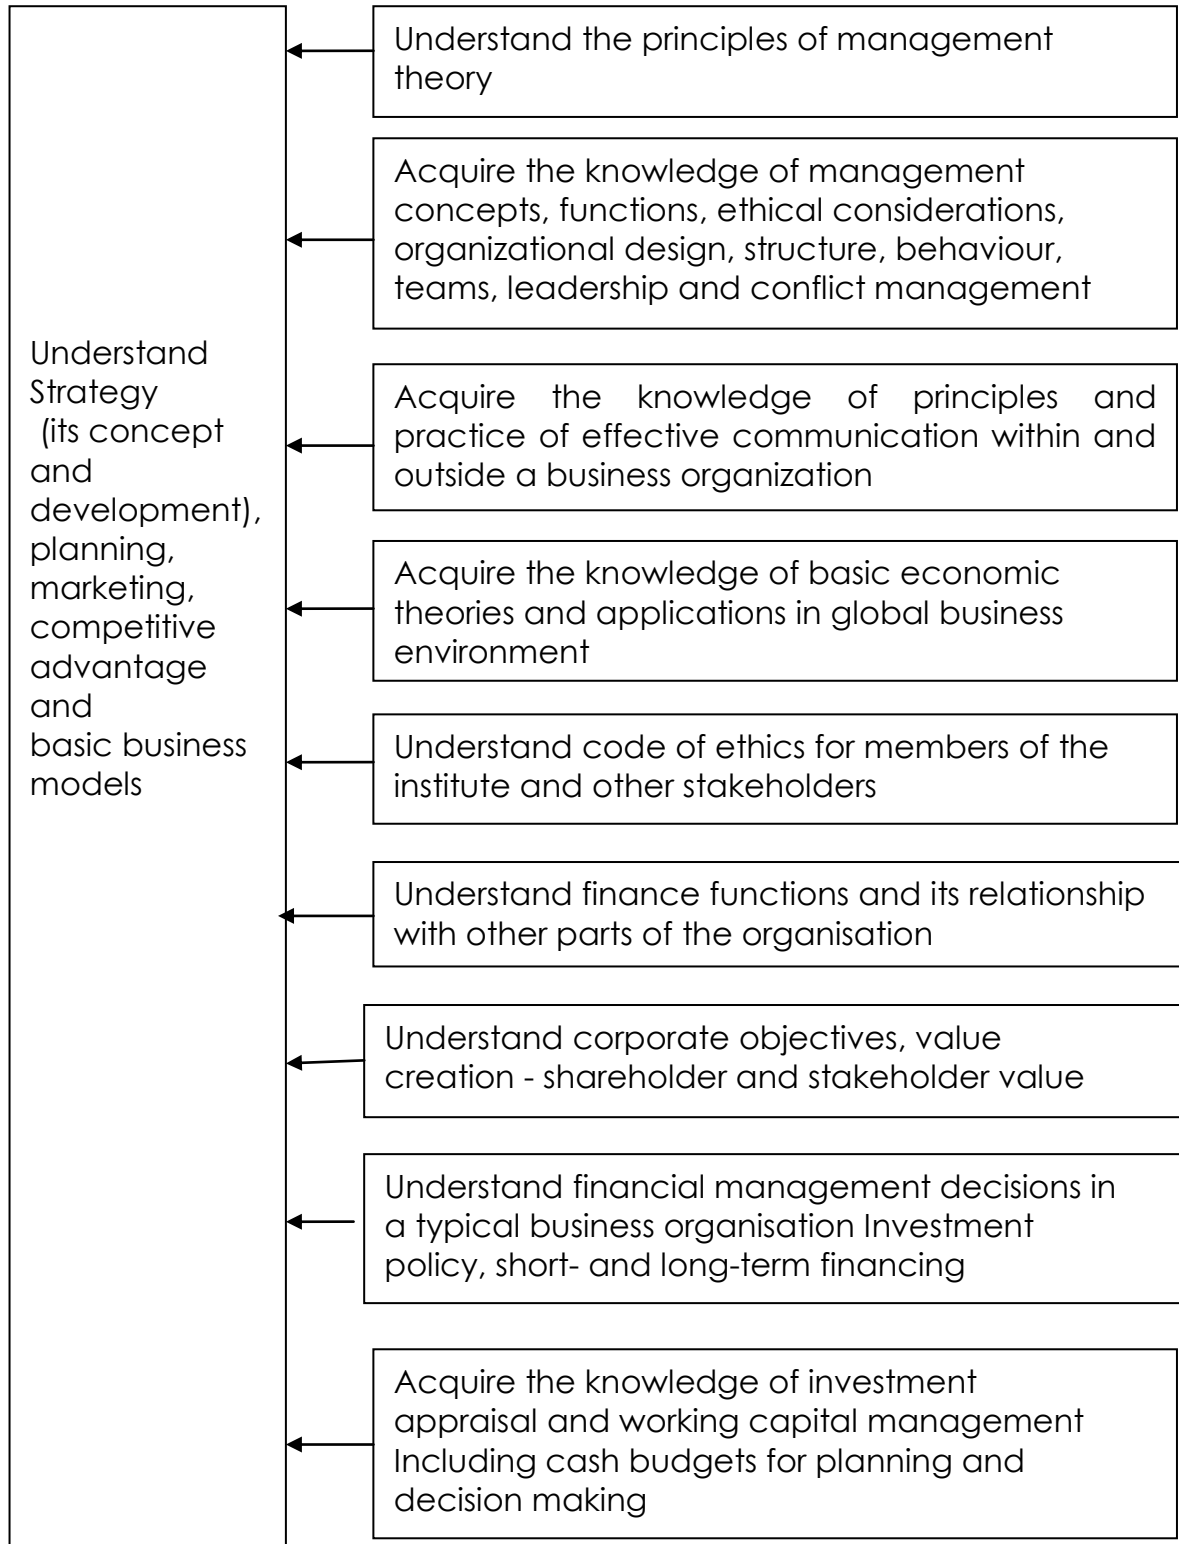 Understand
Strategy
(its concept
and
development),
planning,
marketing,
competitive
advantage
and
basic business
models
Understand the principles of management
theory
Acquire the knowledge of management
concepts, functions, ethical considerations,
organizational design, structure, behaviour,
teams, leadership and conflict management
Acquire the knowledge of principles and
practice of effective communication within and
outside a business organization
Acquire the knowledge of basic economic
theories and applications in global business
environment
Understand code of ethics for members of the
institute and other stakeholders
Understand finance functions and its relationship
with other parts of the organisation
Understand corporate objectives, value
creation - shareholder and stakeholder value
Understand financial management decisions in
a typical business organisation Investment
policy, short- and long-term financing
Acquire the knowledge of investment
appraisal and working capital management
Including cash budgets for planning and
decision making